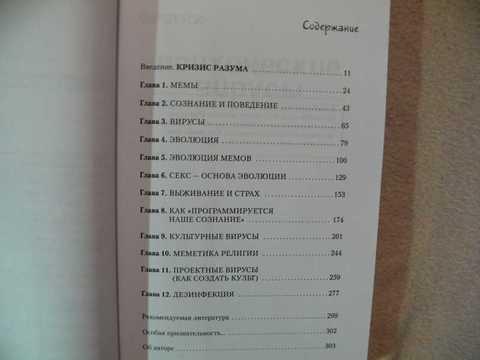 Содержание
Введение. КРИЗИС РАЗУМА 11
Глава 1. МЕМЫ 24
Глава 2. СОЗНАНИЕ И ПОВЕДЕНИЕ 43
Глава 3. ВИРУСЫ 65
Глава 4. ЭВОЛЮЦИЯ 79
Глава 5. ЭВОЛЮЦИЯ МЕМОВ 106
Глава 6. СЕКС — ОСНОВА ЭВОЛЮЦИИ 129
Глава 7. ВЫЖИВАНИЕ И СТРАХ 153
Глава 8. КАК «ПРОГРАММИРУЕТСЯ
НАШЕ СОЗНАНИЕ» 174
Глава 9. КУЛЬТУРНЫЕ ВИРУСЫ 201
Глава 10. МЕМЕТИКА РЕЛИГИИ 244
Глава 11. ПРОЕКТНЫЕ ВИРУСЫ
(КАК СОЗДАТЬ КУЛЬТ) 259
Глава 12. ДЕЗИНФЕКЦИЯ 277
Рекомендуемая литература 299
Особая признательность... 302
Об авторе 303